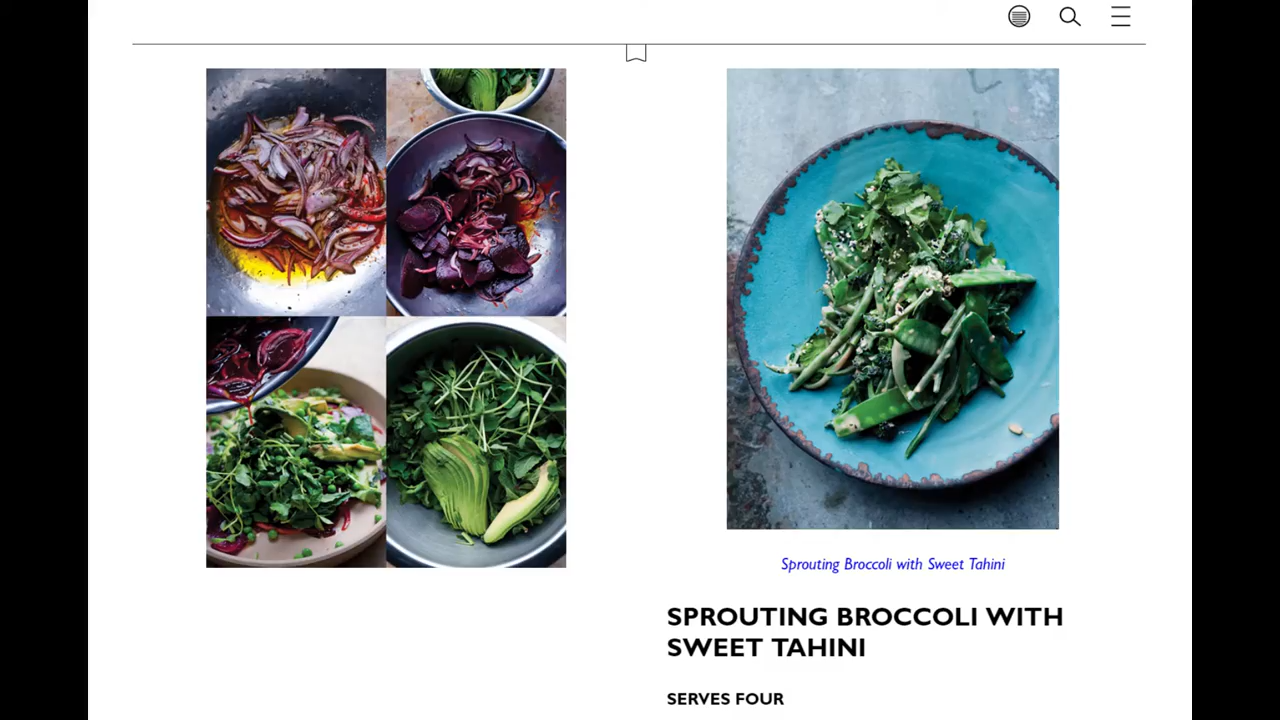 Sprouting Broccoli with Sweet Tahini
SPROUTING BROCCOLI WITH
SWEET TAHINI
SERVES FOUR